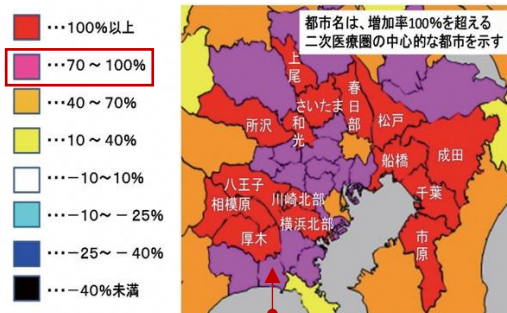 …100%以上
…70～100%
…40～70%
…10～40%
…－10～10%
…－10～－25%
…－25～－40%
…－40%未満
都市名は、増加率100%を超える
二次医療圏の中心的な都市を示す
上尾
春日部
さいたま
所沢
和光
松戸
船橋
成田
八王子
川崎北部
千葉
相模原
横浜北部
厚木
市原